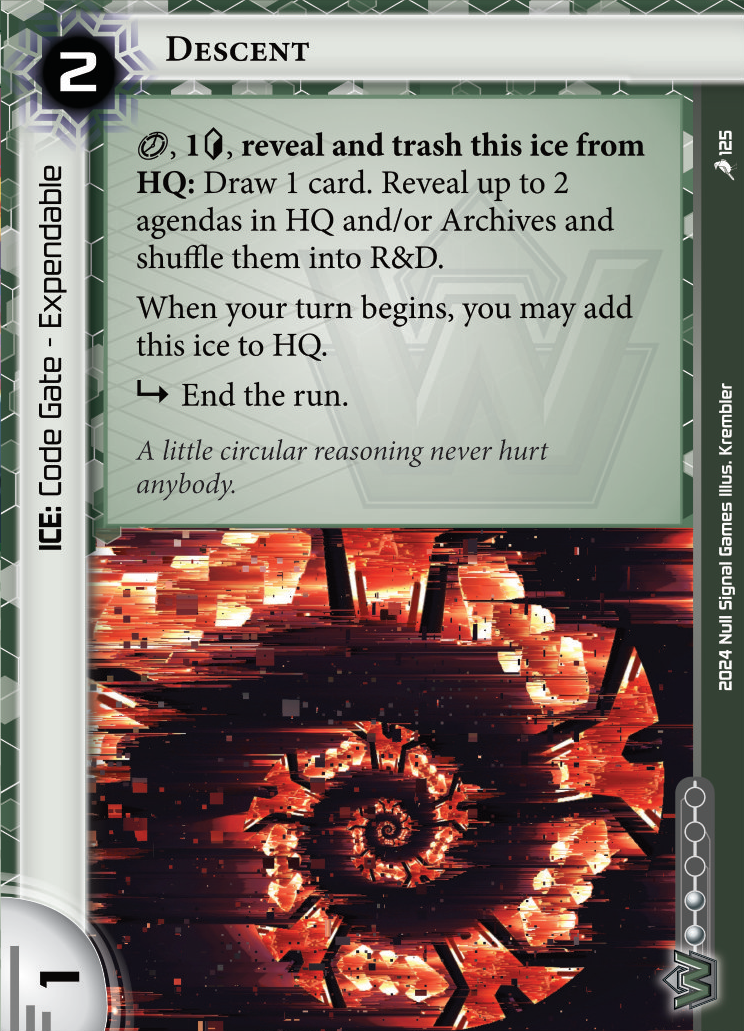 2
DESCENT
, 1, reveal and trash this ice from
HQ: Draw 1 card. Reveal up to 2
agendas in HQ and/or Archives and
shuffle them into R&D.
When your turn begins, you may add
this ice to HQ.
↳ End the run.
A little circular reasoning never hurt
anybody.
ICE: Code Gate - Expendable
1
125
2024 Null Signal Games Illus. Krembler